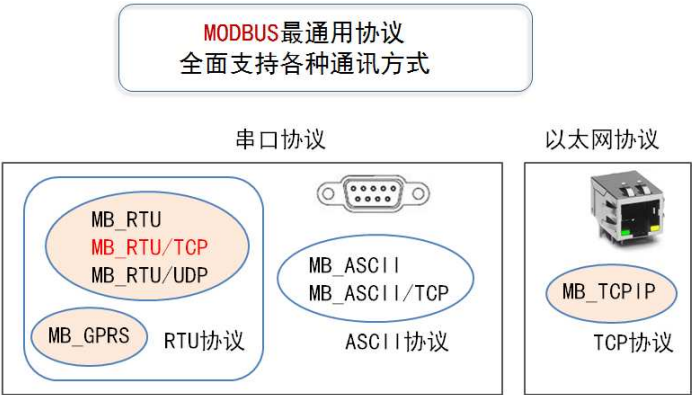 MODBUS最通用协议
全面支持各种通讯方式
串口协议
以太网协议
MB_RTU
MB_RTU/TCP
MB_RTU/UDP
MB_GPRS
RTU协议
MB_ASCII
MB_ASCII/TCP
ASCII协议
MB_TCPIP
TCP协议